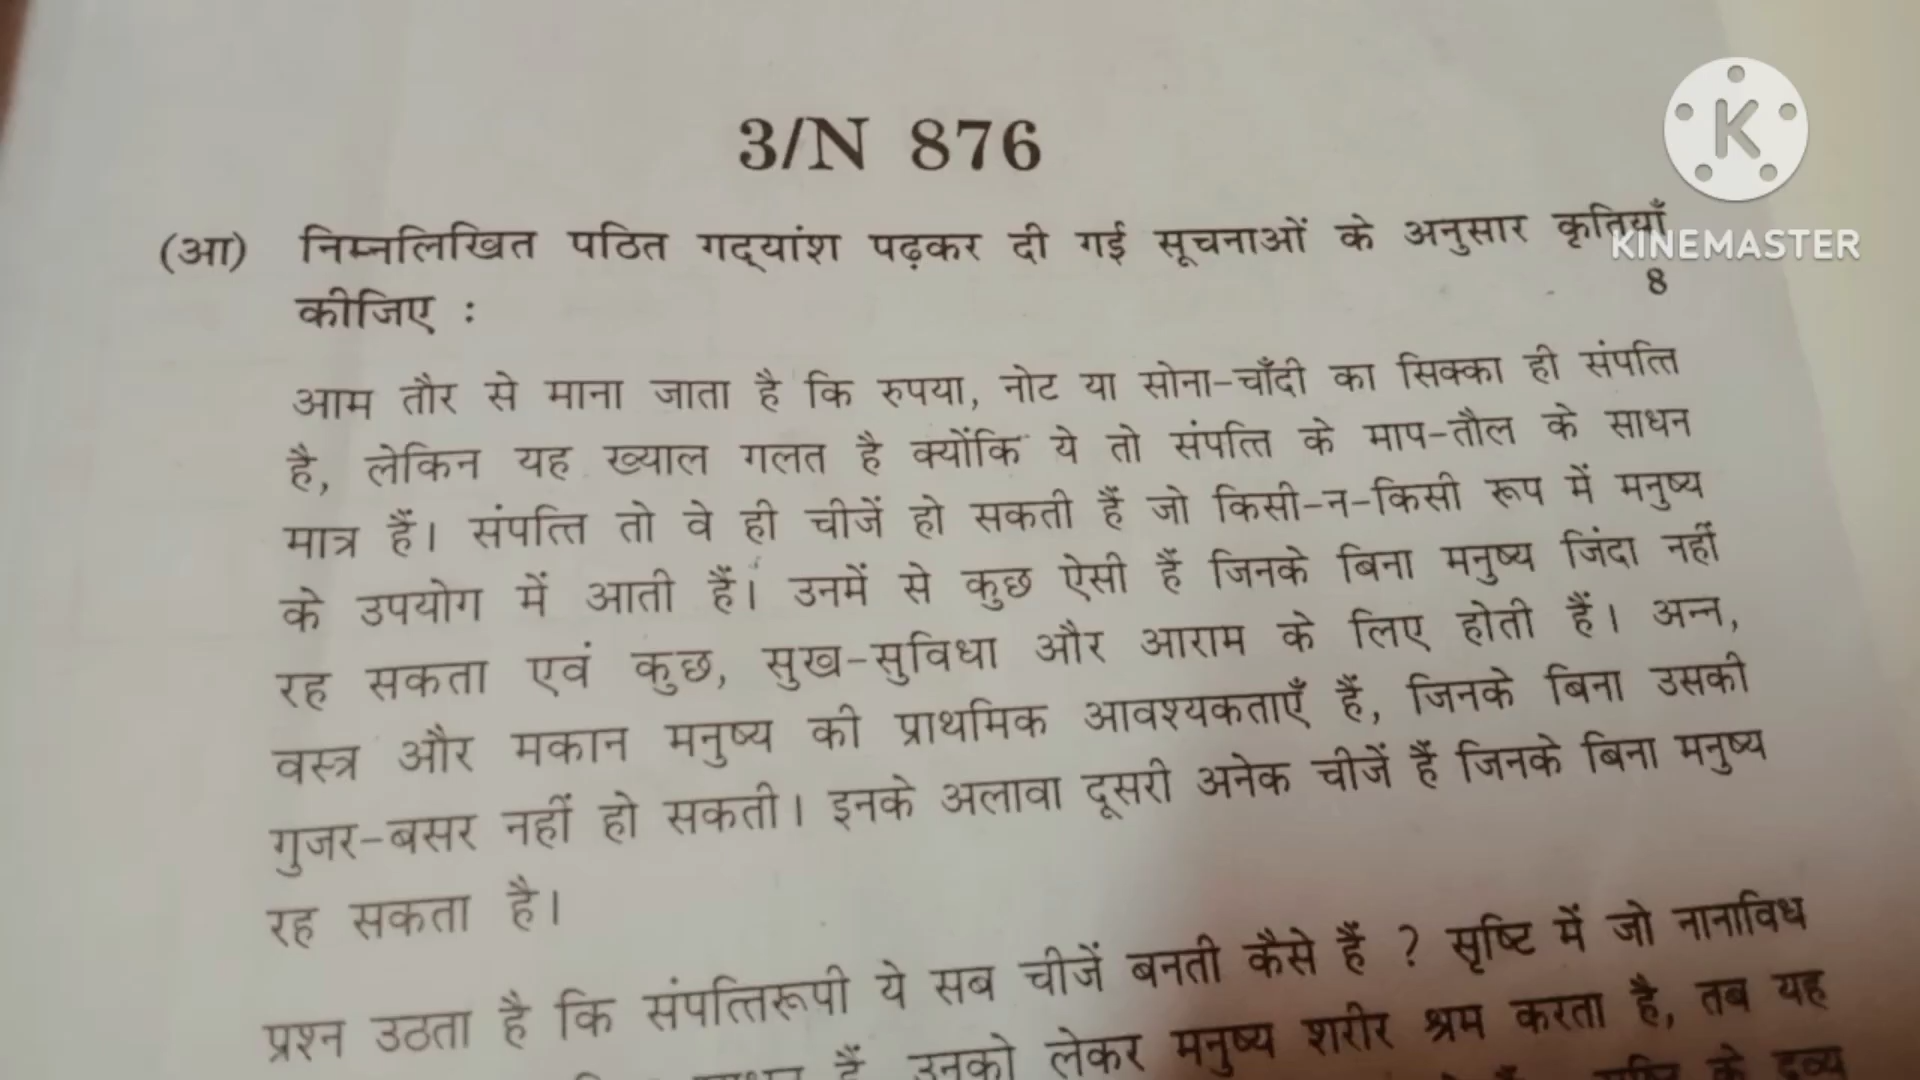 3/N 876
K
KINEMASTER
(आ) निम्नलिखित पठित गद्यांश पढ़कर दी गई सूचनाओं के अनुसार कृतियाँ
कीजिए : 8
आम तौर से माना जाता है कि रुपया, नोट या सोना-चाँदी का सिक्का ही संपत्ति
है, लेकिन यह ख्याल गलत है क्योंकि ये तो संपत्ति के माप-तौल के साधन
मात्र हैं। संपत्ति तो वे ही चीजें हो सकती हैं जो किसी-न-किसी रूप में मनुष्य
के उपयोग में आती हैं। उनमें से कुछ ऐसी हैं जिनके बिना मनुष्य जिंदा नहीं
रह सकता एवं कुछ, सुख-सुविधा और आराम के लिए होती हैं। अन्न,
वस्त्र और मकान मनुष्य की प्राथमिक आवश्यकताएँ हैं, जिनके बिना उसकी
गुजर-बसर नहीं हो सकती। इनके अलावा दूसरी अनेक चीजें हैं जिनके बिना मनुष्य
रह सकता है।
प्रश्न उठता है कि संपत्तिरूपी ये सब चीजें बनती कैसे हैं ? सृष्टि में जो नानाविध
हैं उनको लेकर मनुष्य शरीर श्रम करता है, तब यह
के द्रव्य